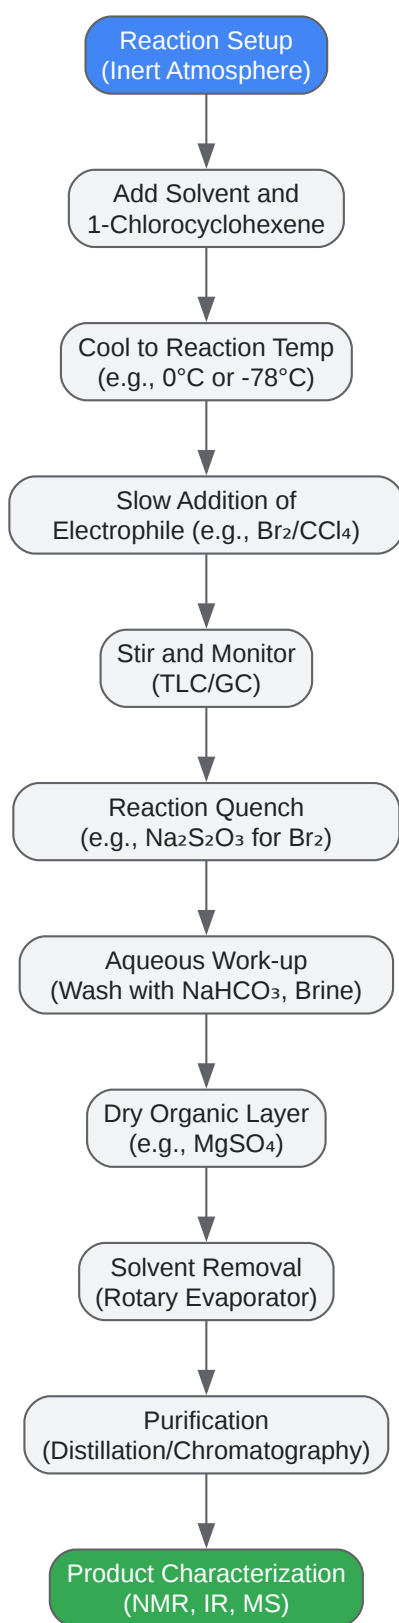 Reaction Setup
(Inert Atmosphere)
Add Solvent and
1-Chlorocyclohexene
Cool to Reaction Temp
(e.g., 0°C or -78°C)
Slow Addition of
Electrophile (e.g., Br₂/CCl₄)
Stir and Monitor
(TLC/GC)
Reaction Quench
(e.g., Na₂S₂O₃ for Br₂)
Aqueous Work-up
(Wash with NaHCO₃, Brine)
Dry Organic Layer
(e.g., MgSO₄)
Solvent Removal
(Rotary Evaporator)
Purification
(Distillation/Chromatography)
Product Characterization
(NMR, IR, MS)